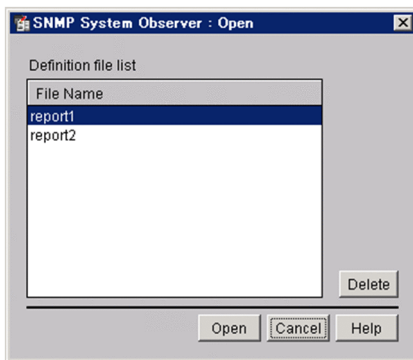 SNMP System Observer : Open
Definition file list
File Name
report1
report2
Delete
Open Cancel Help